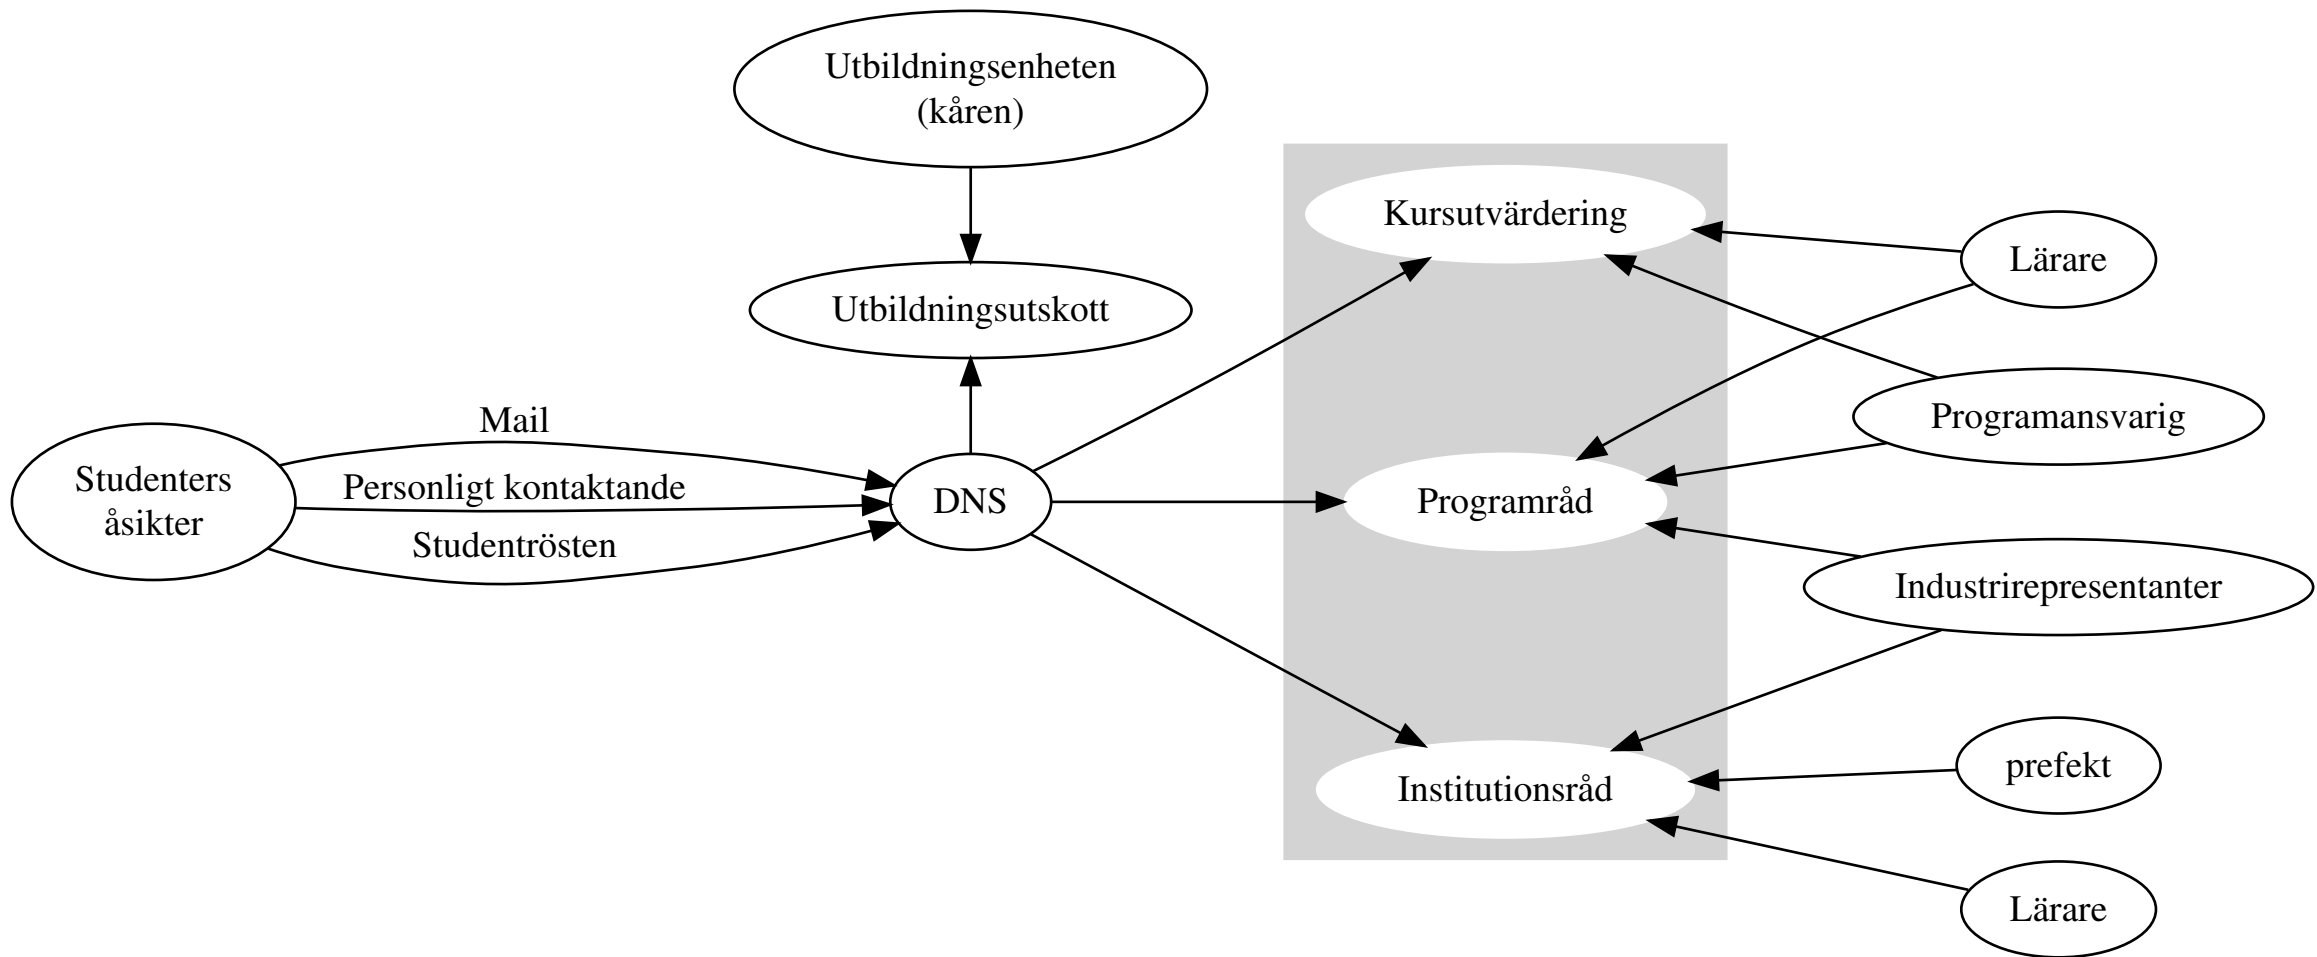 Utbildningsenheten
(kåren)
Utbildningsutskott
Mail
Studenters
åsikter
Personligt kontaktande
Studentrösten
DNS
Kursutvärdering
Programråd
Institutionsråd
Lärare
Programansvarig
Industrirepresentanter
prefekt
Lärare